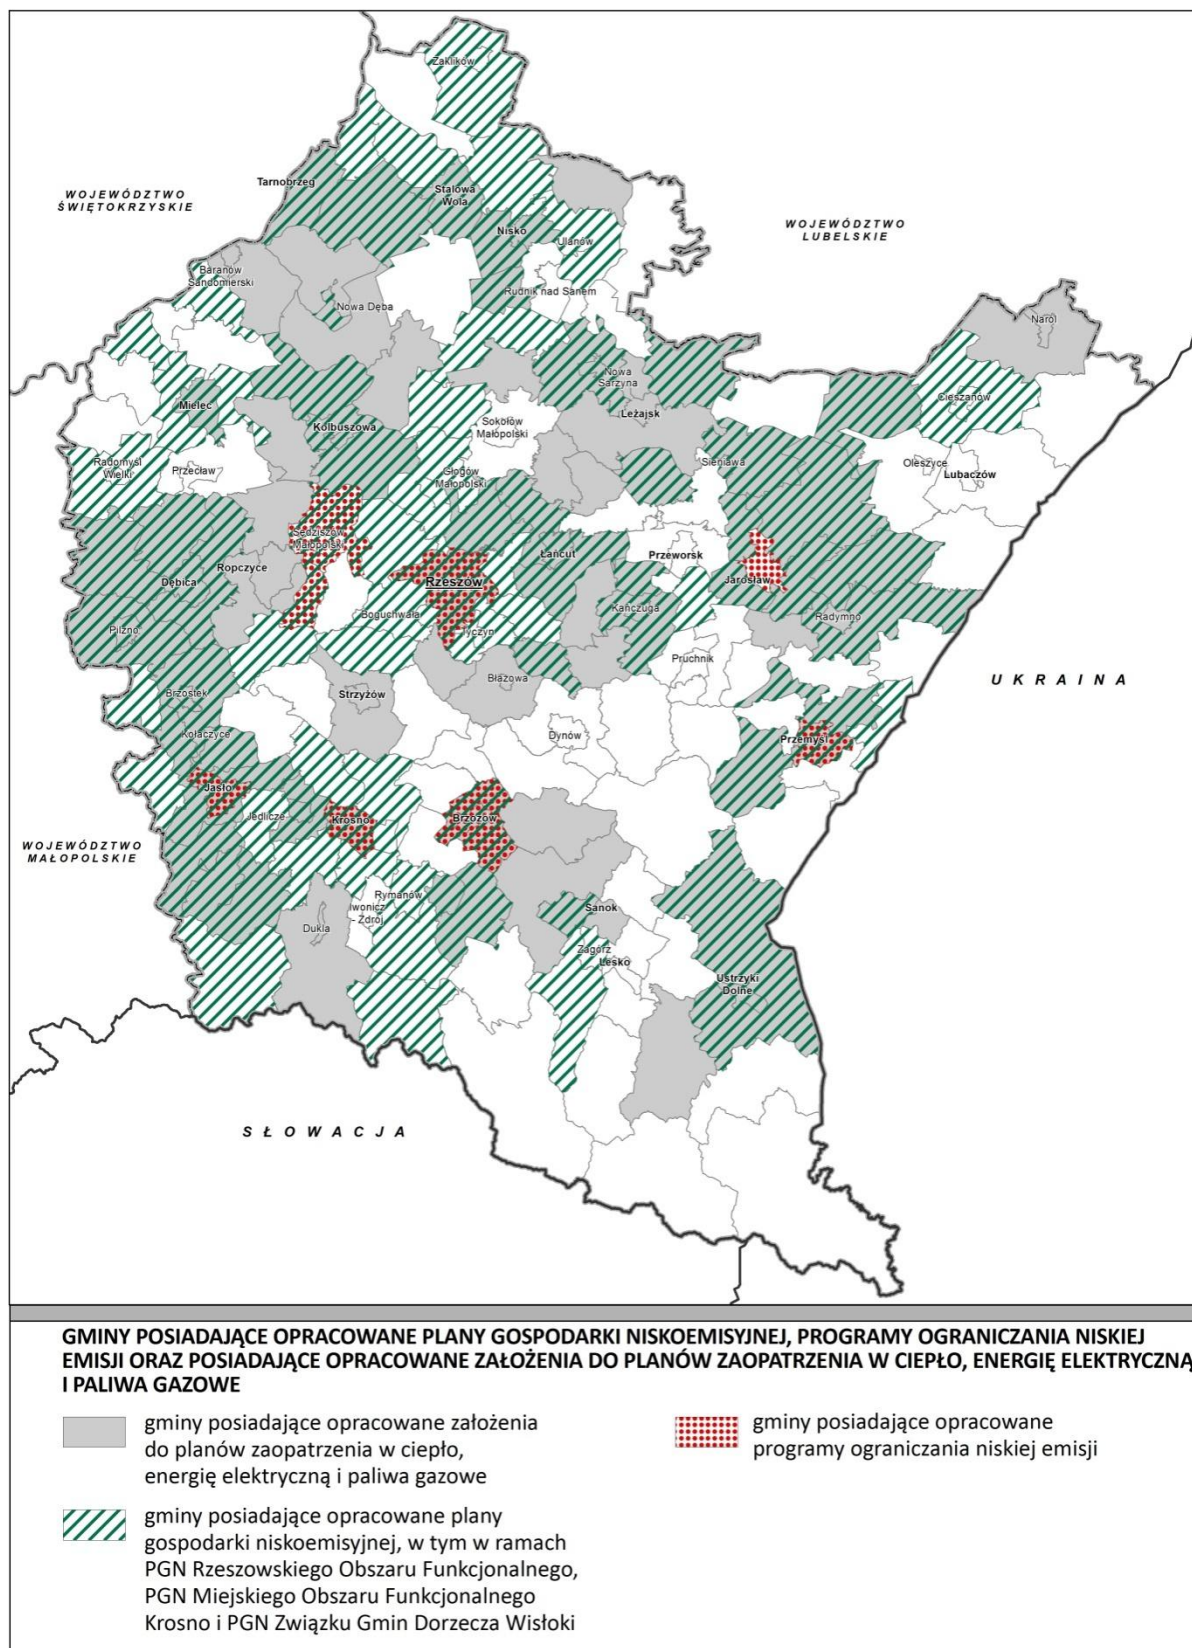 Zaklików
WOJEWÓDZTWO
ŚWIĘTOKRZYSKIE
Tarnobrzeg
Stalowa
Wola
WOJEWÓDZTWO
LUBELSKIE
Nisko
Ulanów
Baranów
Sandomierski
Nowa Dęba
Rudnik nad Sanem
Narol
Nowa
Sarzyna
Cieszanów
Mielec
Leżajsk
Kolbuszowa
Sokołów
Małopolski
Radomyśl
Wielki
Przecław
Głogów
Małopolski
Sieniawa
Oleszyce
Lubaczów
Sędziszów
Małopolski
Łańcut
Przeworsk
Ropczyce
Dębica
Rzeszów
Jarosław
Boguchwała
Kańczuga
Radymno
Pilzno
Tyczyn
Pruchnik
UKRAINA
Brzostek
Strzyżów
Błażowa
Kołaczyce
Dynów
Przemyśl
Jasło
Jedlicze
Krosno
Brzozów
WOJEWÓDZTWO
MAŁOPOLSKIE
Rymanów
Iwonicz
- Zdrój
Sanok
Dukla
Zagórz
Lesko
Ustrzyki
Dolne
SŁOWACJA
GMINY POSIADAJĄCE OPRACOWANE PLANY GOSPODARKI NISKOEMISYJNEJ, PROGRAMY OGRANICZANIA NISKIEJ
EMISJI ORAZ POSIADAJĄCE OPRACOWANE ZAŁOŻENIA DO PLANÓW ZAOPATRZENIA W CIEPŁO, ENERGIĘ ELEKTRYCZNĄ
I PALIWA GAZOWE
gminy posiadające opracowane założenia
do planów zaopatrzenia w ciepło,
energię elektryczną i paliwa gazowe
gminy posiadające opracowane
programy ograniczania niskiej emisji
gminy posiadające opracowane plany
gospodarki niskoemisyjnej, w tym w ramach
PGN Rzeszowskiego Obszaru Funkcjonalnego,
PGN Miejskiego Obszaru Funkcjonalnego
Krosno i PGN Związku Gmin Dorzecza Wisłoki